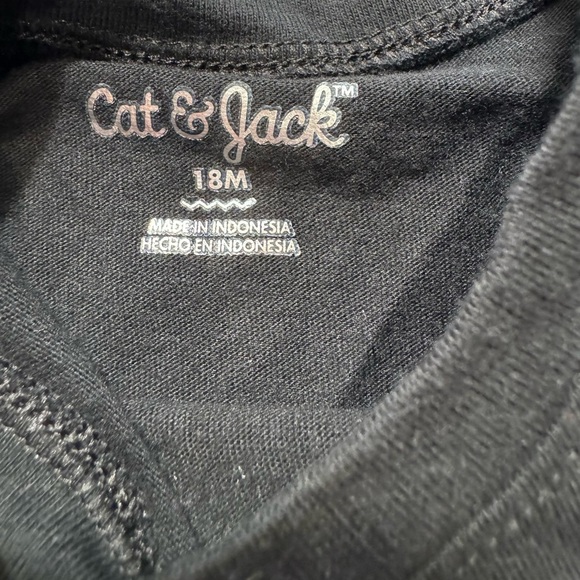 Cat & Jack™
18M
MADE IN INDONESIA
HECHO EN INDONESIA